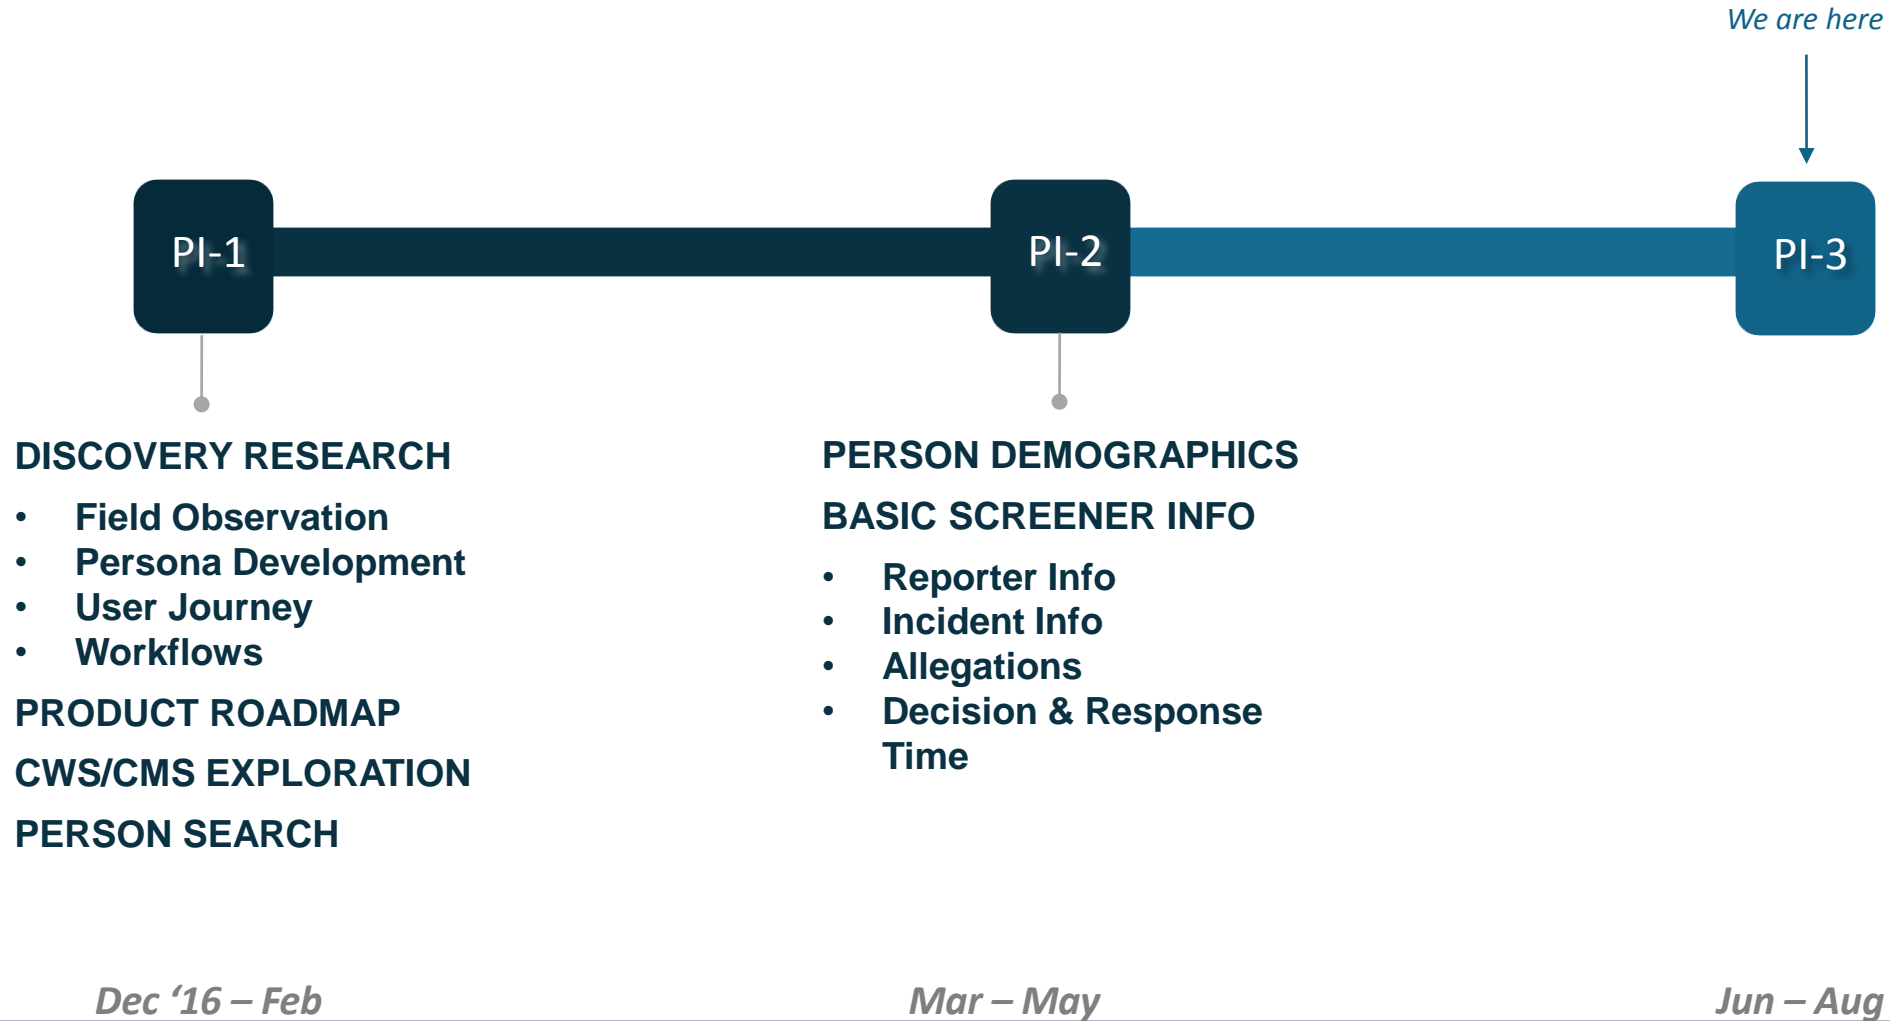 We are here
PI-1
PI-2
PI-3
DISCOVERY RESEARCH
• Field Observation
• Persona Development
• User Journey
• Workflows
PRODUCT ROADMAP
CWS/CMS EXPLORATION
PERSON SEARCH
PERSON DEMOGRAPHICS
BASIC SCREENER INFO
• Reporter Info
• Incident Info
• Allegations
• Decision & Response
Time
Dec ‘16 – Feb
Mar – May
Jun – Aug